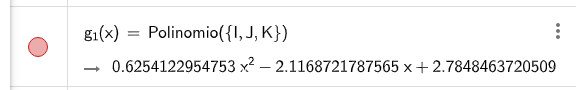 g₁(x) = Polinomio({I, J, K})
→ 0.6254122954753 x² − 2.1168721787565 x + 2.7848463720509